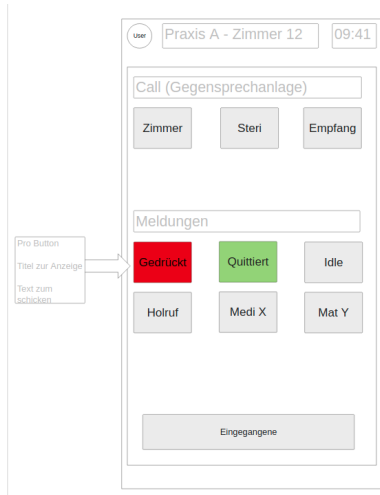 User
Praxis A - Zimmer 12
09:41
Call (Gegensprechanlage)
Zimmer
Steri
Empfang
Meldungen
Pro Button
Titel zur Anzeige
Text zum
schicken
Gedrückt
Quittiert
Idle
Holruf
Medi X
Mat Y
Eingegangene